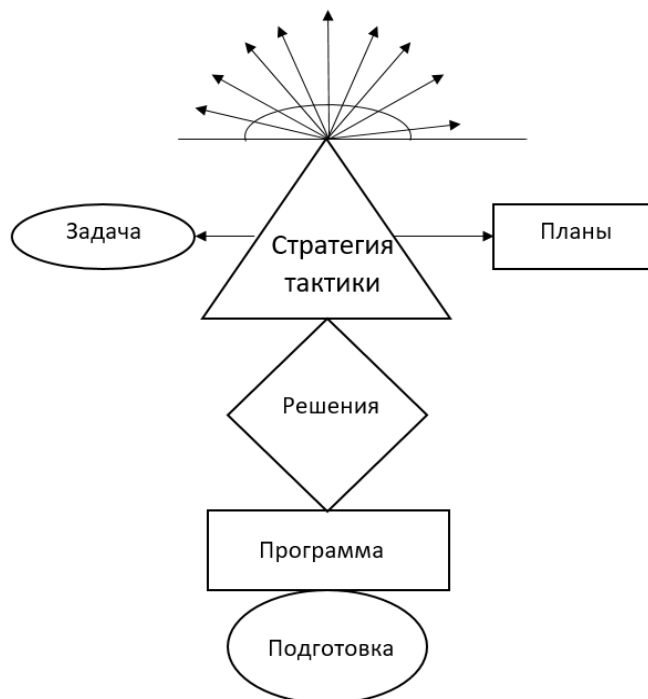 Задача
Стратегия
тактики
Планы
Решения
Программа
Подготовка